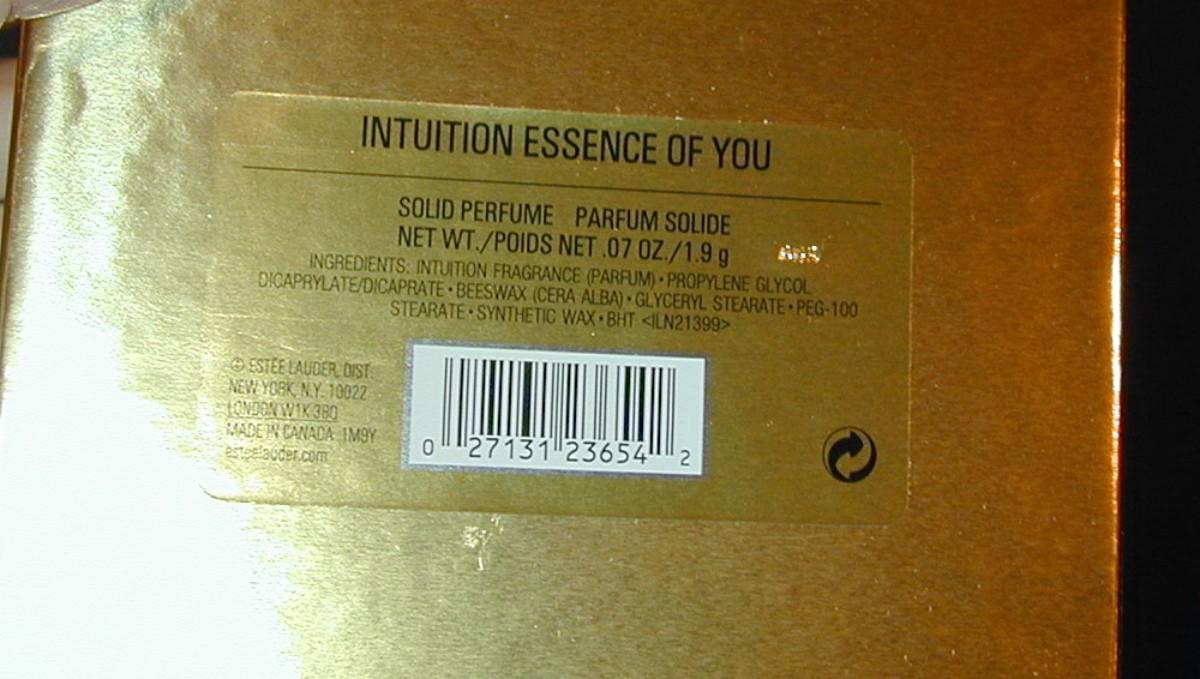 INTUITION ESSENCE OF YOU
SOLID PERFUME PARFUM SOLIDE
NET WT./POIDS NET .07 OZ./1.9 g
INGREDIENTS: INTUITION FRAGRANCE (PARFUM) • PROPYLENE GLYCOL
DICAPRYLATE/DICAPRATE • BEESWAX (CERA ALBA) • GLYCERYL STEARATE • PEG-100
STEARATE • SYNTHETIC WAX • BHT <ILN21399>
© ESTĒE LAUDER, DIST.
NEW YORK, N.Y. 10022
LONDON W1K 3BQ
MADE IN CANADA 1M9Y
esteelauder.com
0 27131 23654 2